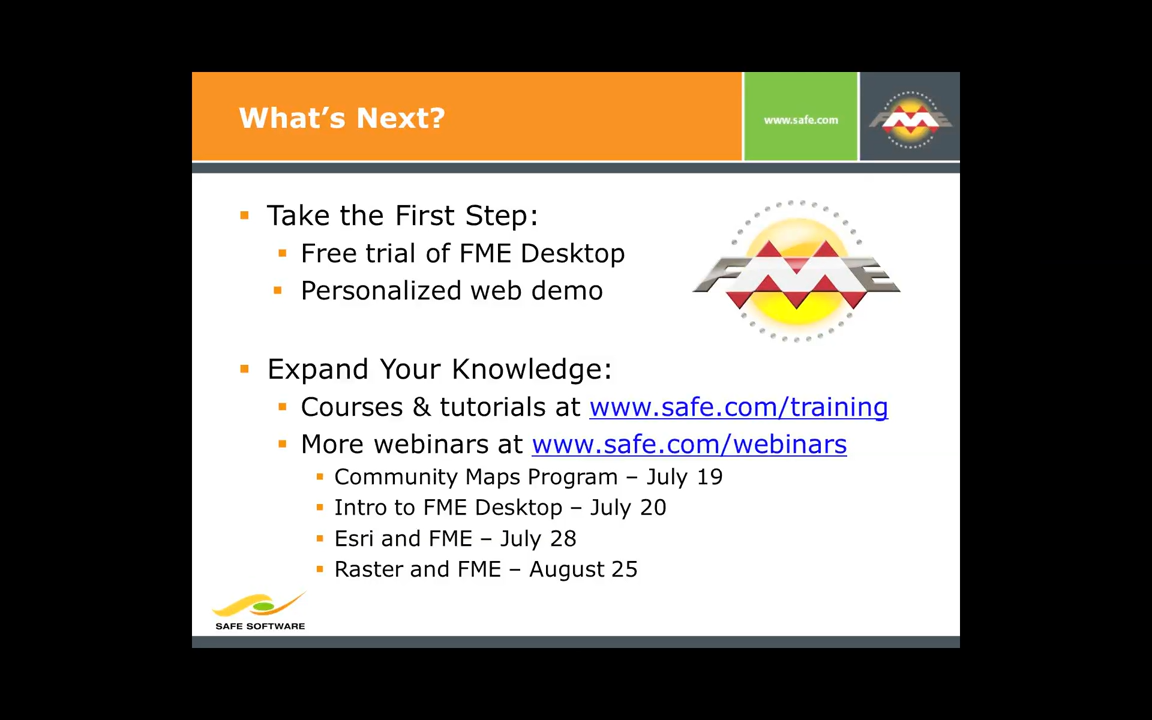 What's Next?
www.safe.com
FME
Take the First Step:
Free trial of FME Desktop
Personalized web demo
FME
Expand Your Knowledge:
Courses & tutorials at www.safe.com/training
More webinars at www.safe.com/webinars
Community Maps Program – July 19
Intro to FME Desktop – July 20
Esri and FME – July 28
Raster and FME – August 25
SAFE SOFTWARE